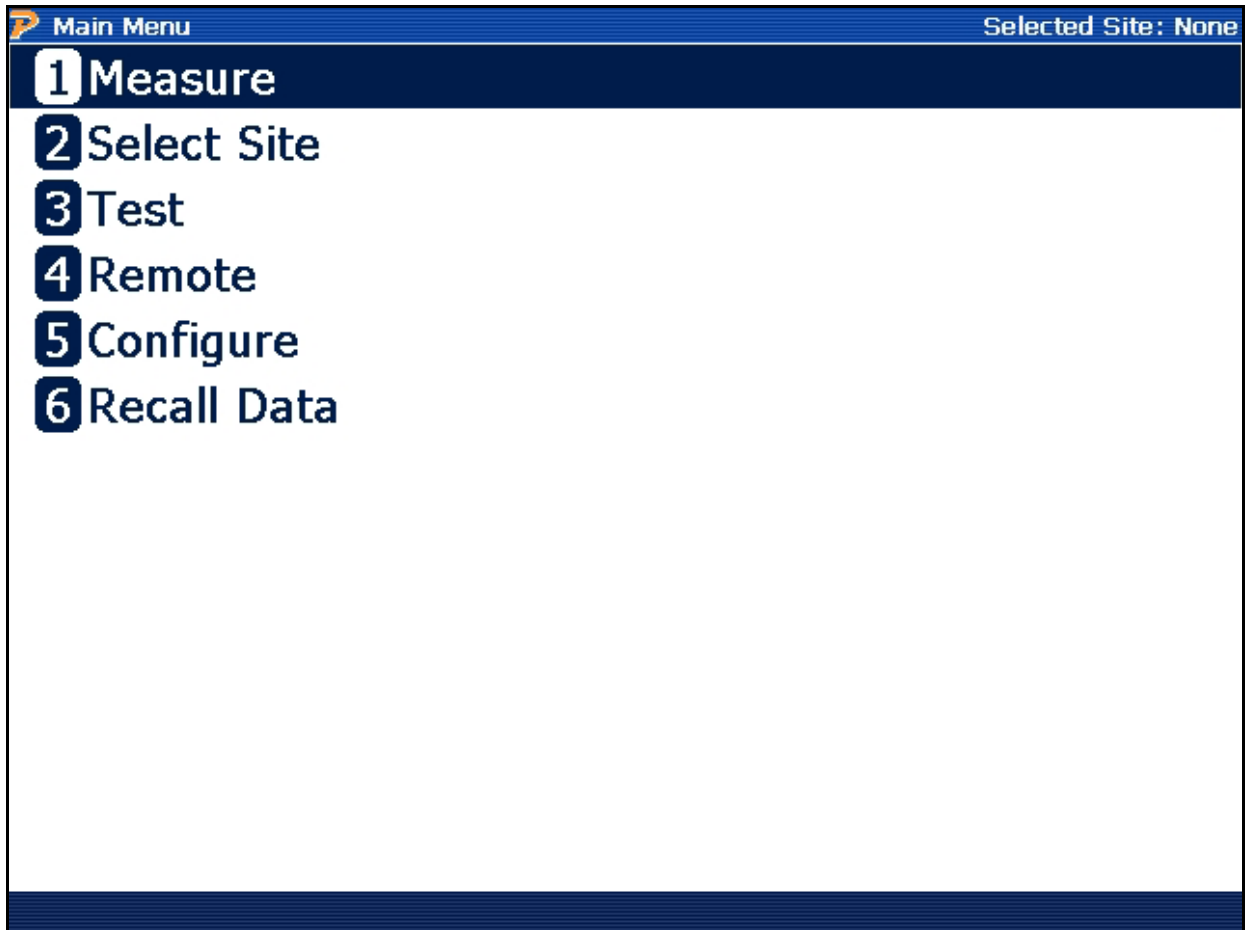 Main Menu Selected Site: None
1 Measure
2 Select Site
3 Test
4 Remote
5 Configure
6 Recall Data